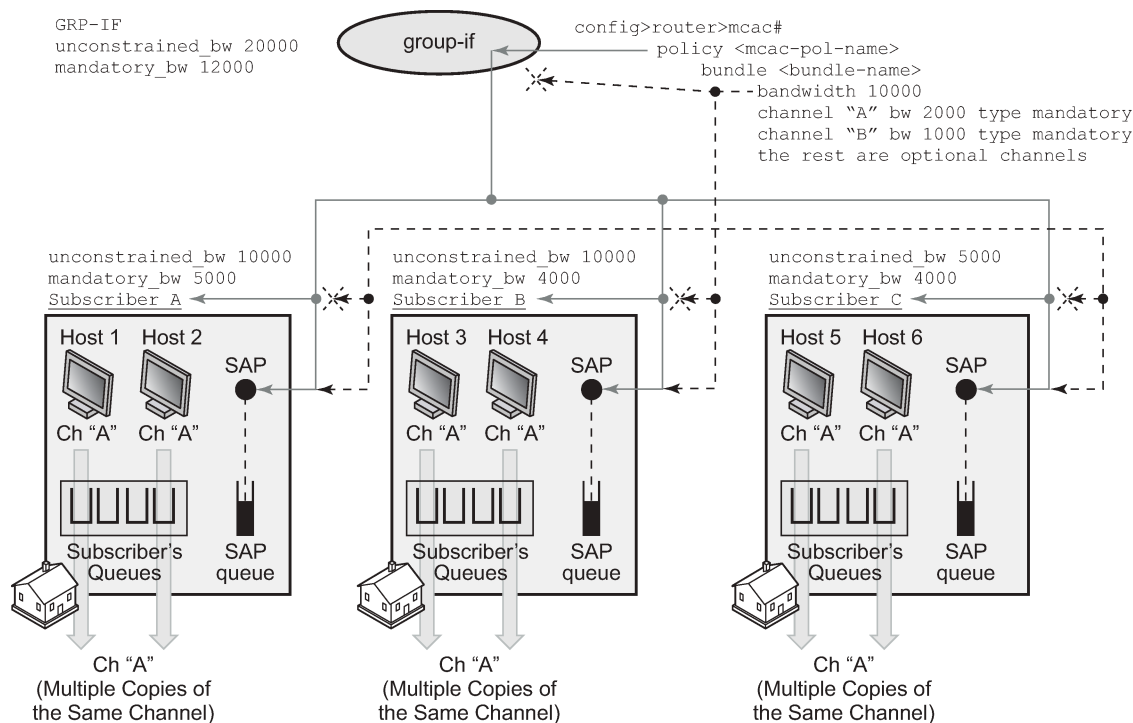 GRP-IF
unconstrained_bw 20000
mandatory_bw 12000
group-if
config>router>mcac#
policy <mcac-pol-name>
bundle <bundle-name>
bandwidth 10000
channel “A” bw 2000 type mandatory
channel “B” bw 1000 type mandatory
the rest are optional channels
unconstrained_bw 10000
mandatory_bw 5000
Subscriber A
unconstrained_bw 10000
mandatory_bw 4000
Subscriber B
unconstrained_bw 5000
mandatory_bw 4000
Subscriber C
Host 1
Host 2
SAP
Ch “A”
Ch “A”
Subscriber’s
Queues
SAP
queue
Host 3
Host 4
SAP
Ch “A”
Ch “A”
Subscriber’s
Queues
SAP
queue
Host 5
Host 6
SAP
Ch “A”
Ch “A”
Subscriber’s
Queues
SAP
queue
Ch “A”
(Multiple Copies of
the Same Channel)
Ch “A”
(Multiple Copies of
the Same Channel)
Ch “A”
(Multiple Copies of
the Same Channel)